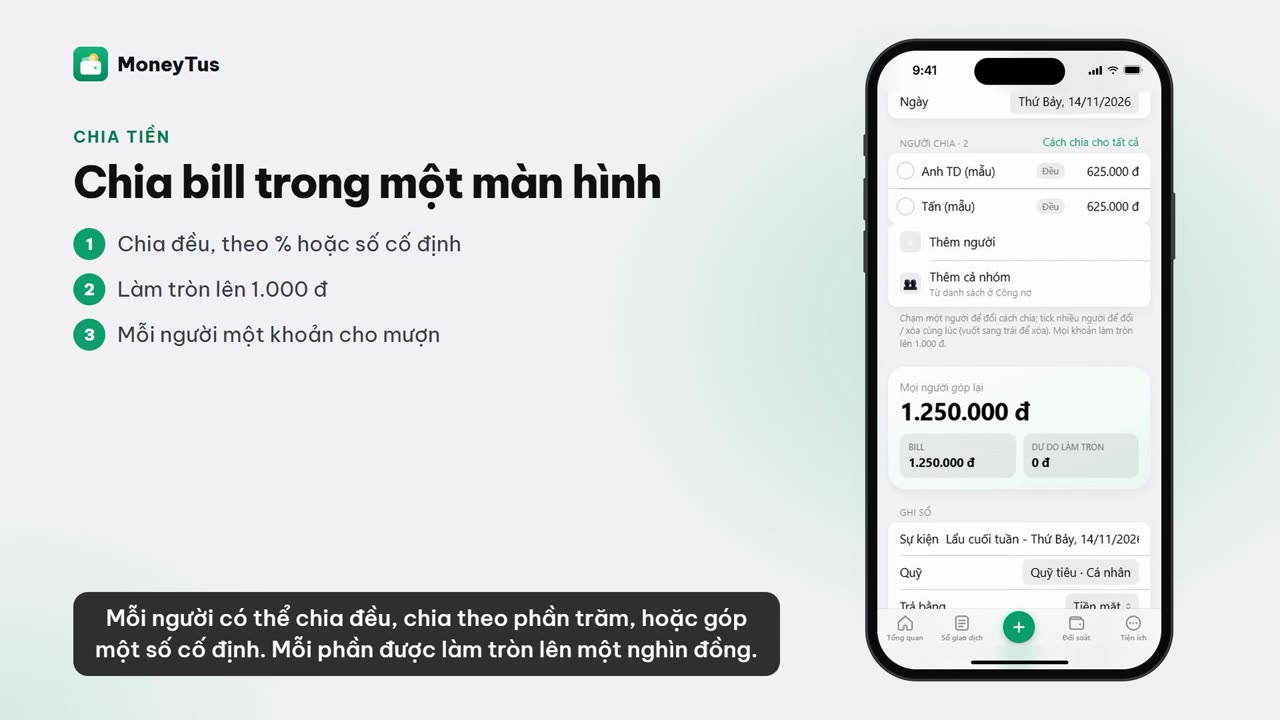 MoneyTus
CHIA TIỀN
Chia bill trong một màn hình
1 Chia đều, theo % hoặc số cố định
2 Làm tròn lên 1.000 đ
3 Mỗi người một khoản cho mượn
Mỗi người có thể chia đều, chia theo phần trăm, hoặc góp
một số cố định. Mỗi phần được làm tròn lên một nghìn đồng.
9:41
Ngày Thứ Bảy, 14/11/2026
NGƯỜI CHIA · 2 Cách chia cho tất cả
Anh TD (mẫu) Đều 625.000 đ
Tấn (mẫu) Đều 625.000 đ
Thêm người
Thêm cả nhóm
Từ danh sách ở Công nợ
Chạm một người để đổi cách chia; tick nhiều người để đổi
/ xóa cùng lúc (vuốt sang trái để xóa). Mọi khoản làm tròn
lên 1.000 đ.
Mọi người góp lại
1.250.000 đ
BILL DƯ DO LÀM TRÒN
1.250.000 đ 0 đ
GHI SỔ
Sự kiện Lẩu cuối tuần - Thứ Bảy, 14/11/2026
Quỹ Quỹ tiêu · Cá nhân
Trả bằng Tiền mặt
Tổng quan Sổ giao dịch Đối soát Tiện ích